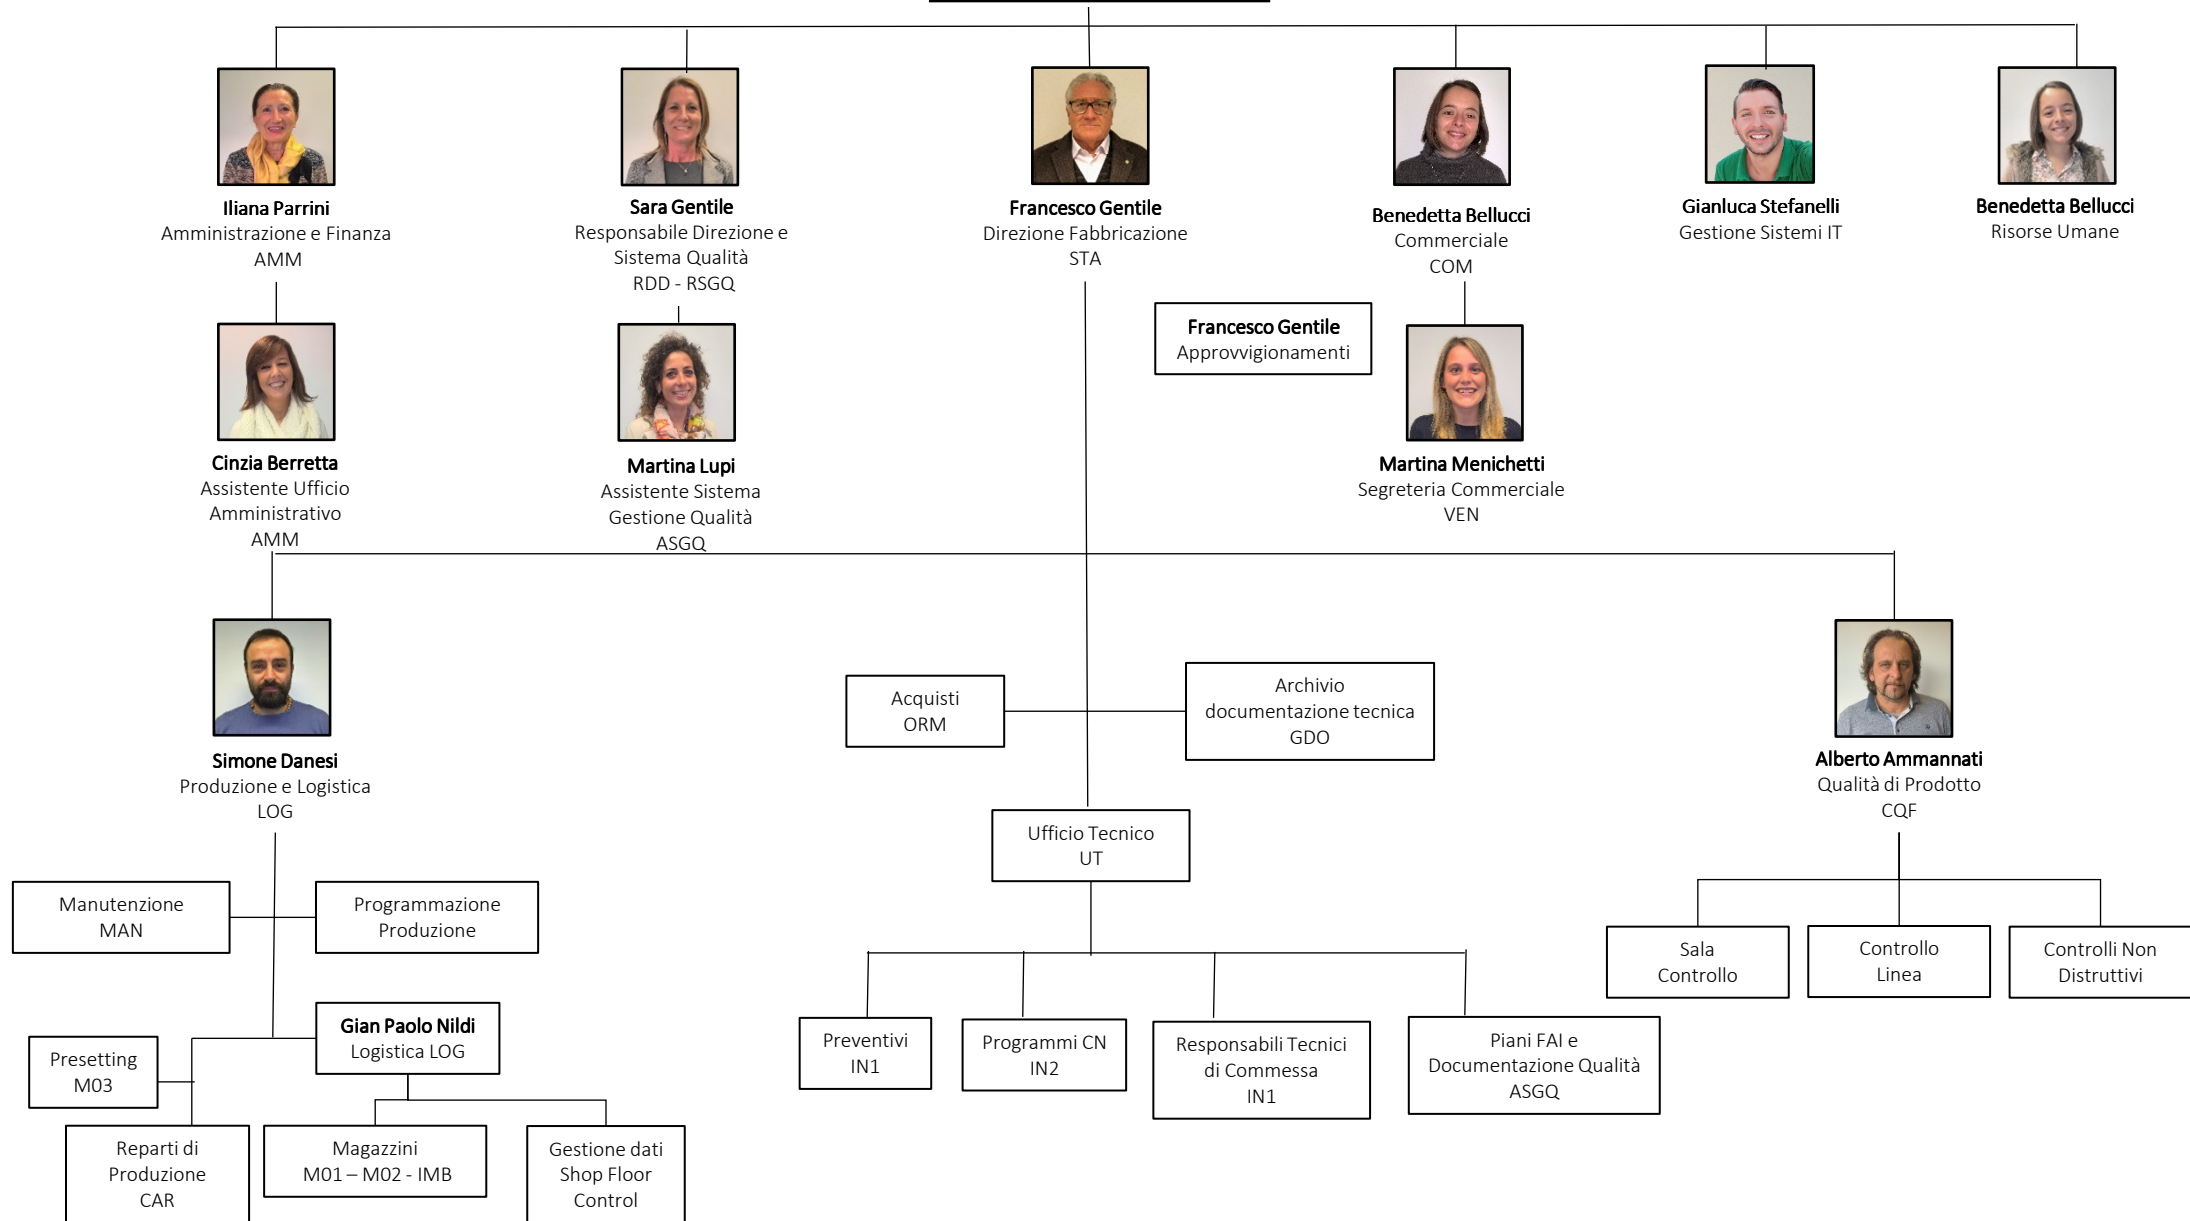 Iliana Parrini
Amministrazione e Finanza
AMM
Sara Gentile
Responsabile Direzione e
Sistema Qualità
RDD - RSGQ
Francesco Gentile
Direzione Fabbricazione
STA
Benedetta Bellucci
Commerciale
COM
Gianluca Stefanelli
Gestione Sistemi IT
Benedetta Bellucci
Risorse Umane
Francesco Gentile
Approvvigionamenti
Cinzia Berretta
Assistente Ufficio
Amministrativo
AMM
Martina Lupi
Assistente Sistema
Gestione Qualità
ASGQ
Martina Menichetti
Segreteria Commerciale
VEN
Simone Danesi
Produzione e Logistica
LOG
Acquisti
ORM
Archivio
documentazione tecnica
GDO
Alberto Ammannati
Qualità di Prodotto
CQF
Ufficio Tecnico
UT
Manutenzione
MAN
Programmazione
Produzione
Sala
Controllo
Controllo
Linea
Controlli Non
Distruttivi
Gian Paolo Nildi
Logistica LOG
Presetting
M03
Preventivi
IN1
Programmi CN
IN2
Responsabili Tecnici
di Commessa
IN1
Piani FAI e
Documentazione Qualità
ASGQ
Reparti di
Produzione
CAR
Magazzini
M01 – M02 - IMB
Gestione dati
Shop Floor
Control